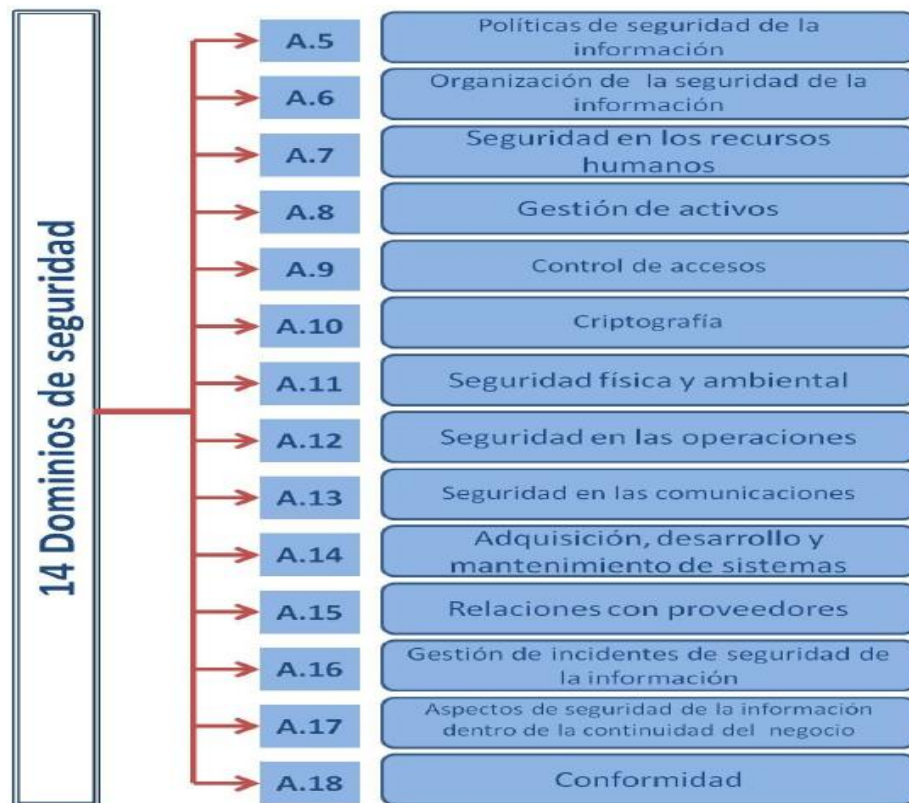 14 Dominios de seguridad
A.5
Políticas de seguridad de la
información
A.6
Organización de la seguridad de la
información
A.7
Seguridad en los recursos
humanos
A.8
Gestión de activos
A.9
Control de accesos
A.10
Criptografía
A.11
Seguridad física y ambiental
A.12
Seguridad en las operaciones
A.13
Seguridad en las comunicaciones
A.14
Adquisición, desarrollo y
mantenimiento de sistemas
A.15
Relaciones con proveedores
A.16
Gestión de incidentes de seguridad de
la información
A.17
Aspectos de seguridad de la información
dentro de la continuidad del negocio
A.18
Conformidad